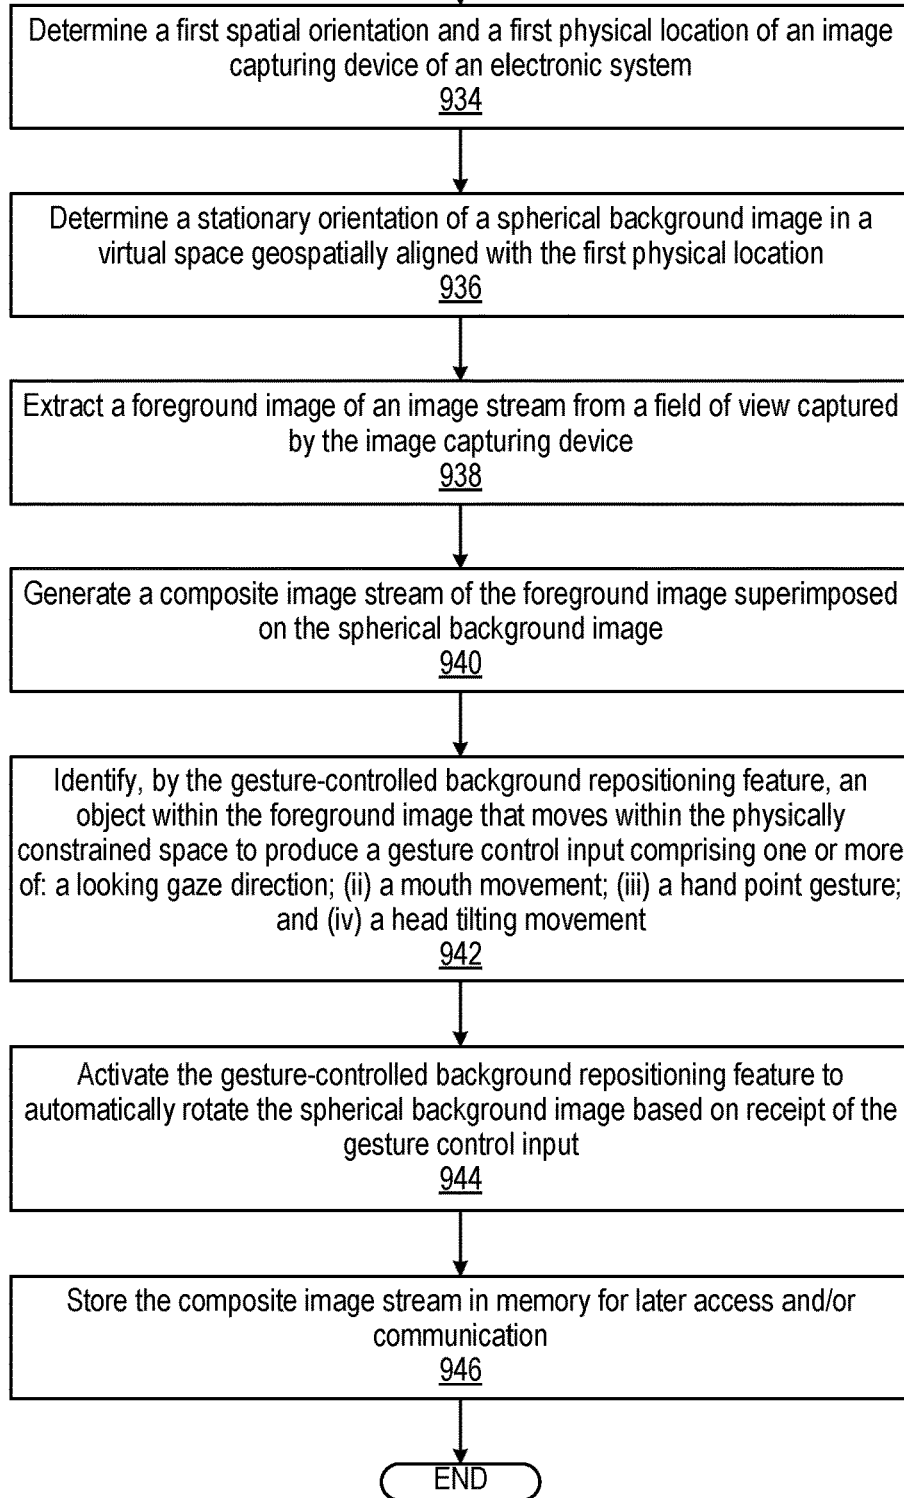 Determine a first spatial orientation and a first physical location of an image
capturing device of an electronic system
934
Determine a stationary orientation of a spherical background image in a
virtual space geospatially aligned with the first physical location
936
Extract a foreground image of an image stream from a field of view captured
by the image capturing device
938
Generate a composite image stream of the foreground image superimposed
on the spherical background image
940
Identify, by the gesture-controlled background repositioning feature, an
object within the foreground image that moves within the physically
constrained space to produce a gesture control input comprising one or more
of: a looking gaze direction; (ii) a mouth movement; (iii) a hand point gesture;
and (iv) a head tilting movement
942
Activate the gesture-controlled background repositioning feature to
automatically rotate the spherical background image based on receipt of the
gesture control input
944
Store the composite image stream in memory for later access and/or
communication
946
END